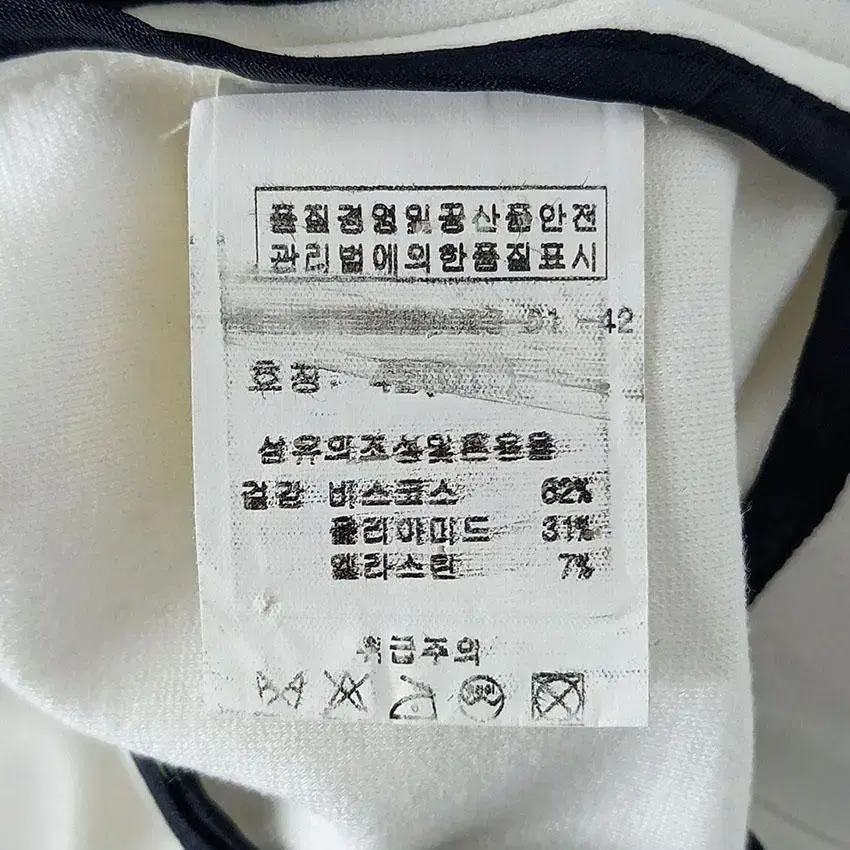 품질경영및공산품안전
관리법에의한품질표시
42
호칭:
섬유의조성및혼용율
겉감 비스코스 62%
폴리아미드 31%
엘라스탄 7%
취급주의